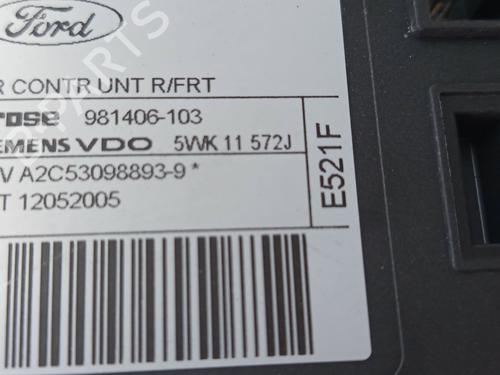 Ford
R CONTR UNT R/FRT
rose 981406-103
EMENS VDO 5WK 11 572J
V A2C53098893-9 *
T 12052005
E521F